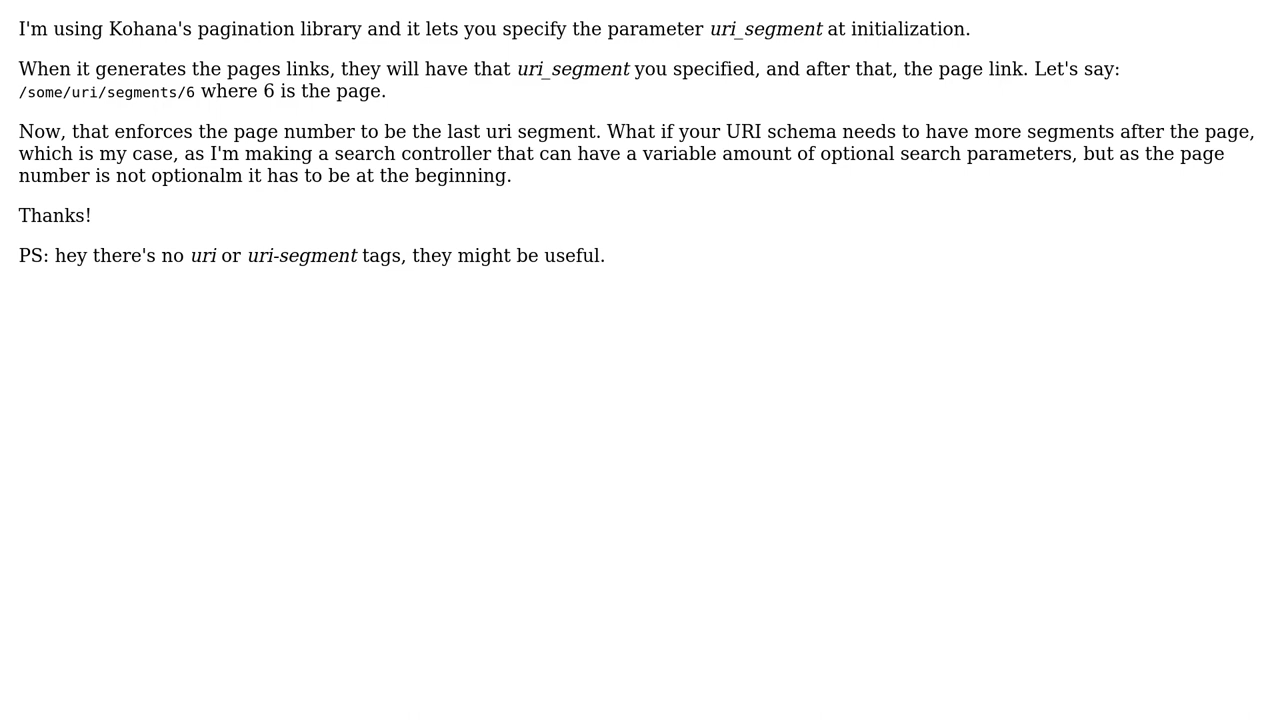 I'm using Kohana's pagination library and it lets you specify the parameter uri_segment at initialization.
When it generates the pages links, they will have that uri_segment you specified, and after that, the page link. Let's say:
/some/uri/segments/6 where 6 is the page.
Now, that enforces the page number to be the last uri segment. What if your URI schema needs to have more segments after the page,
which is my case, as I'm making a search controller that can have a variable amount of optional search parameters, but as the page
number is not optionalm it has to be at the beginning.
Thanks!
PS: hey there's no uri or uri-segment tags, they might be useful.